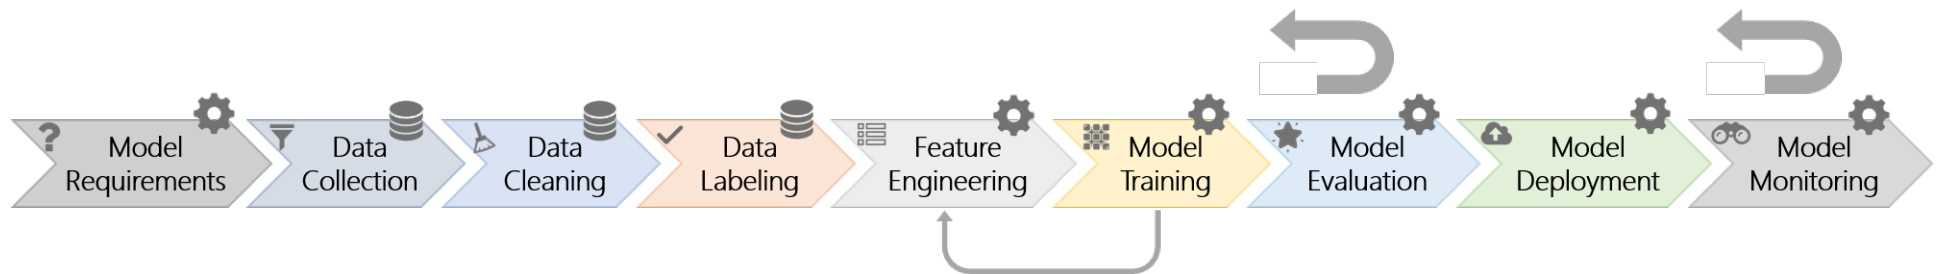 Model
Requirements
Data
Collection
Data
Cleaning
Data
Labeling
Feature
Engineering
Model
Training
Model
Evaluation
Model
Deployment
Model
Monitoring